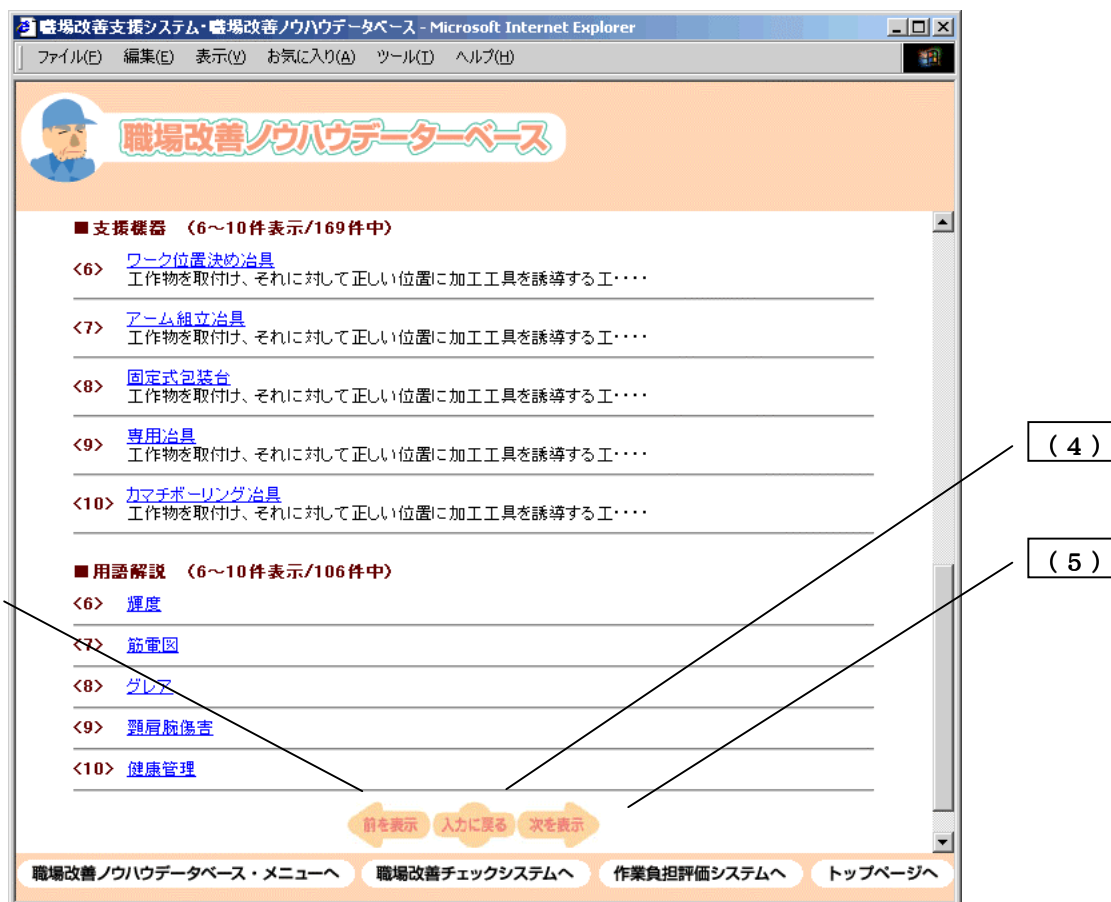 職場改善支援システム・職場改善ノウハウデータベース - Microsoft Internet Explorer
ファイル(F) 編集(E) 表示(V) お気に入り(A) ツール(T) ヘルプ(H)
職場改善ノウハウデーターベース
■支援機器 (6～10件表示/169件中)
<6> ワーク位置決め冶具
工作物を取付け、それに対して正しい位置に加工工具を誘導する工・・・・
<7> アーム組立冶具
工作物を取付け、それに対して正しい位置に加工工具を誘導する工・・・・
<8> 固定式包装台
工作物を取付け、それに対して正しい位置に加工工具を誘導する工・・・・
<9> 専用冶具
工作物を取付け、それに対して正しい位置に加工工具を誘導する工・・・・
<10> カマチボーリング冶具
工作物を取付け、それに対して正しい位置に加工工具を誘導する工・・・・
(4)
(5)
■用語解説 (6～10件表示/106件中)
<6> 輝度
<7> 筋電図
<8> グレア
<9> 頸肩腕傷害
<10> 健康管理
前を表示 入力に戻る 次を表示
職場改善ノウハウデータベース・メニューへ 職場改善チェックシステムへ 作業負担評価システムへ トップページへ